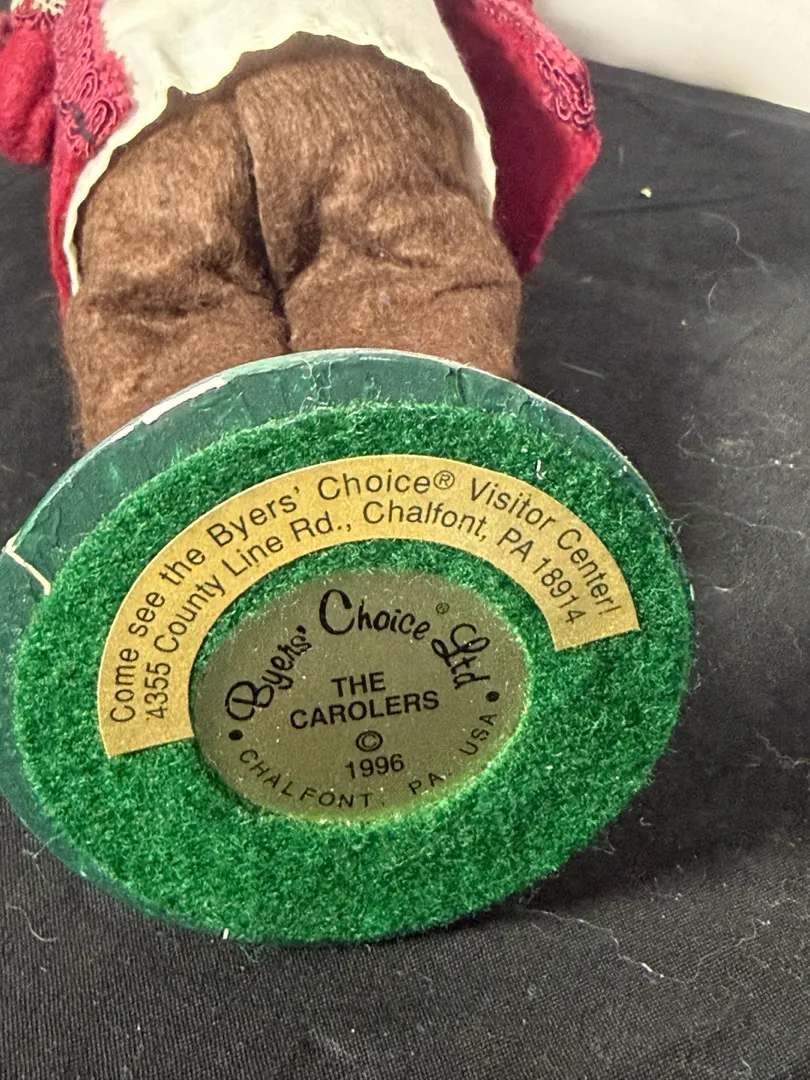 Come see the Byers' Choice® Visitor Center!
4355 County Line Rd., Chalfont, PA 18914
Byers' Choice® Ltd
THE
CAROLERS
©
1996
• CHALFONT, PA. USA •